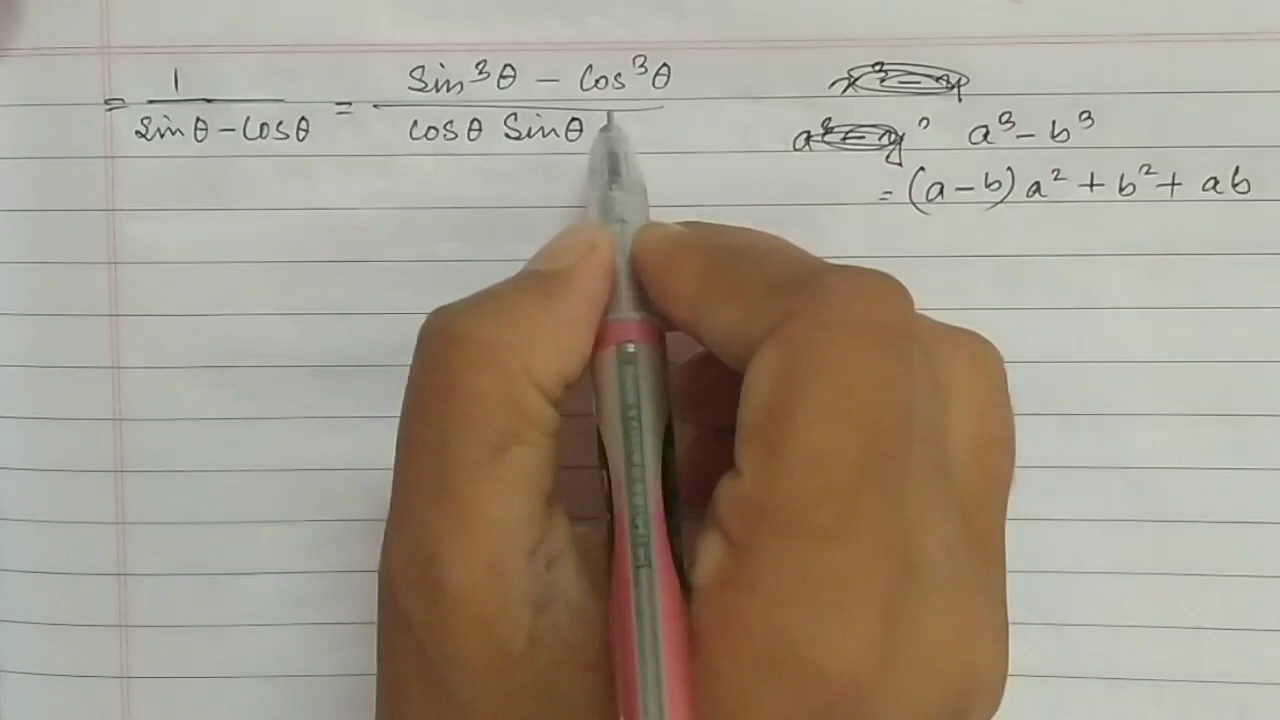 = 1 / sinθ - cosθ = sin³θ - cos³θ / cosθ sinθ
a³ - b³
= (a - b) a² + b² + ab